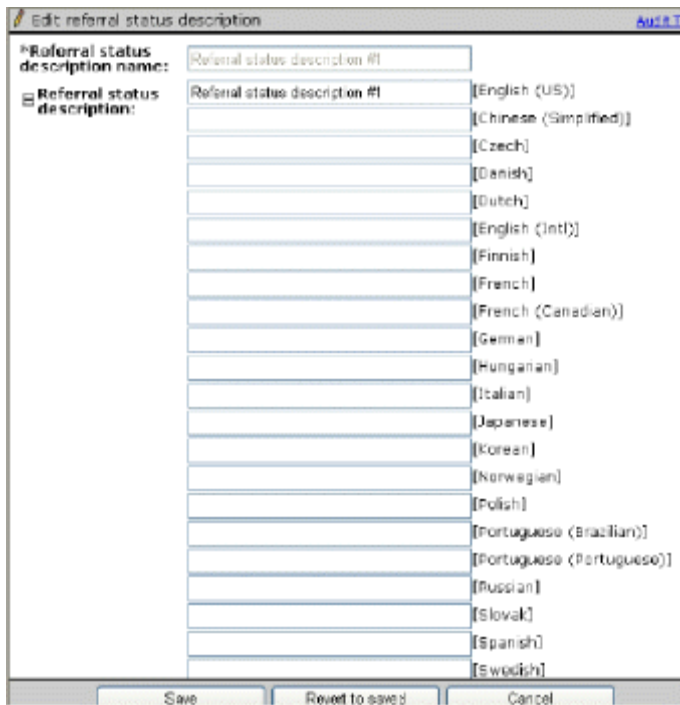 Edit referral status description
Audit T
*Referral status
description name:
Referral status description #1
Referral status
description:
Referral status description #1
[English (US)]
[Chinese (Simplified)]
[Czech]
[Danish]
[Dutch]
[English (Intl)]
[Finnish]
[French]
[French (Canadian)]
[German]
[Hungarian]
[Italian]
[Japanese]
[Korean]
[Norwegian]
[Polish]
[Portuguese (Brazilian)]
[Portuguese (Portuguese)]
[Russian]
[Slovak]
[Spanish]
[Swedish]
Save
Revert to saved
Cancel